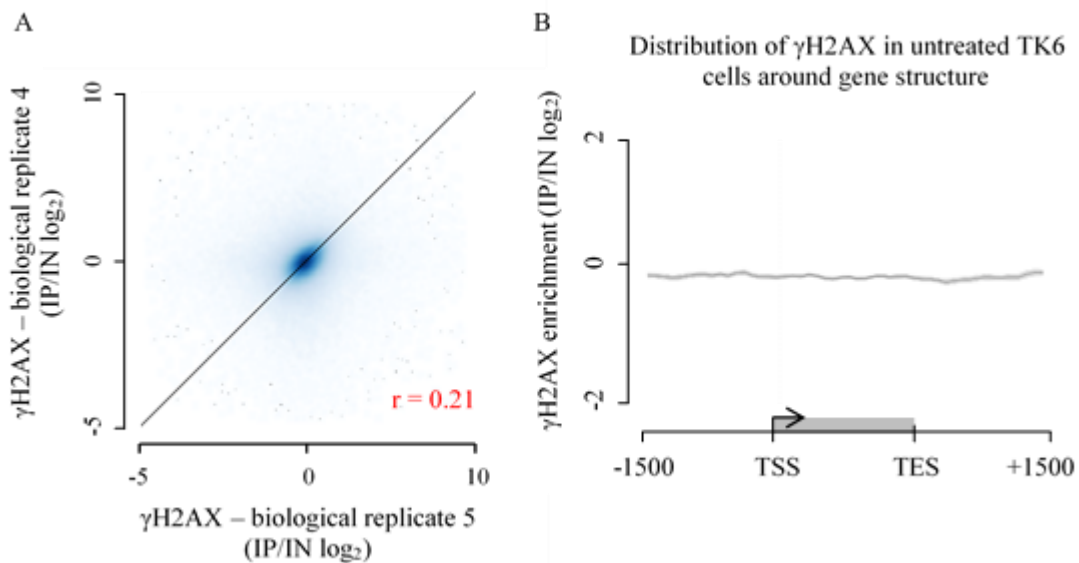 A
γH2AX – biological replicate 4
(IP/IN log₂)
10
0
-5
r = 0.21
-5
0
10
γH2AX – biological replicate 5
(IP/IN log₂)
B
Distribution of γH2AX in untreated TK6
cells around gene structure
γH2AX enrichment (IP/IN log₂)
2
0
-2
-1500
TSS
TES
+1500